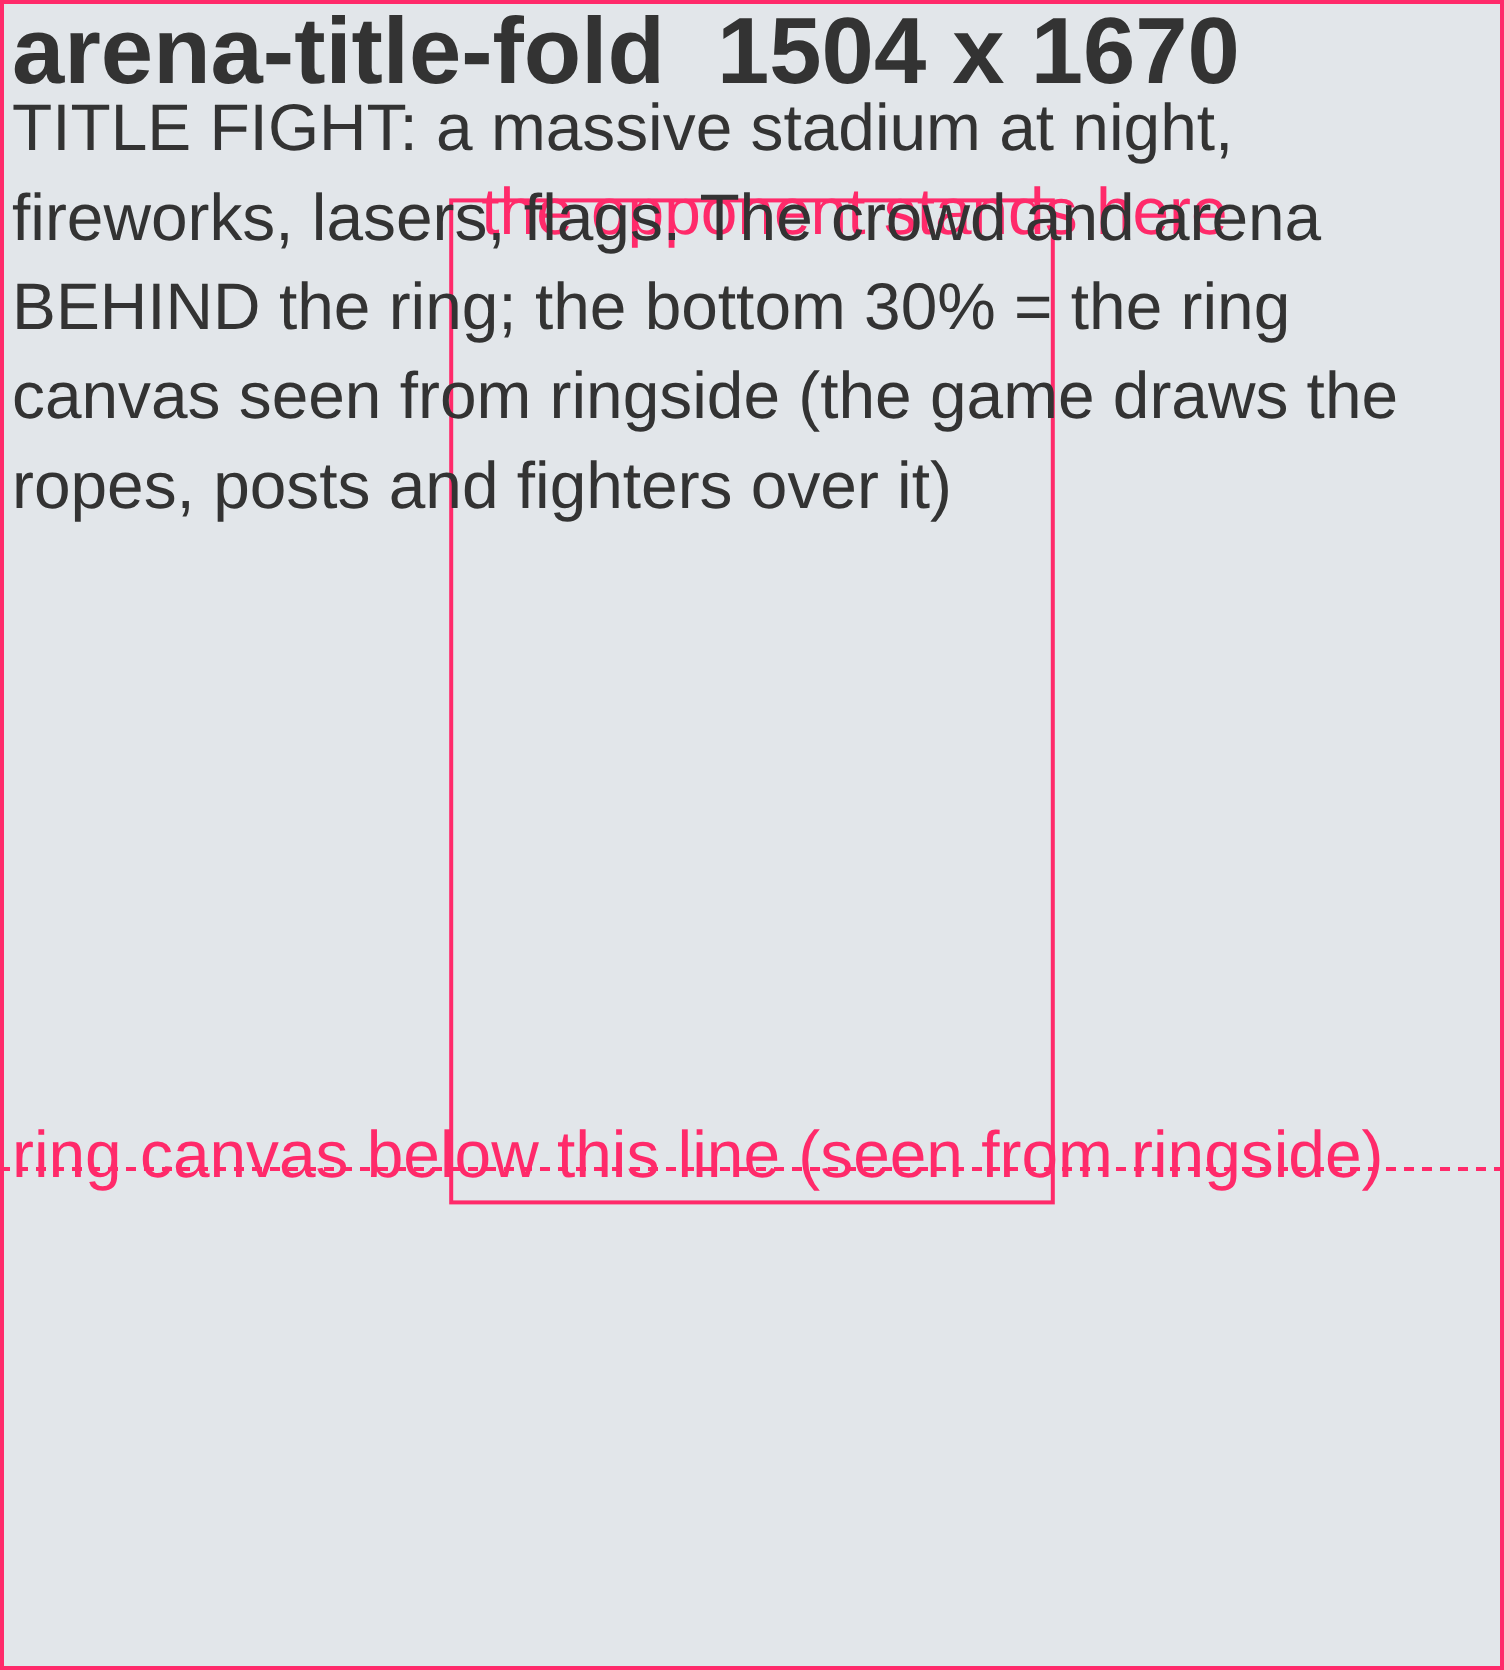 arena-title-fold 1504 x 1670
TITLE FIGHT: a massive stadium at night,
the opponent stands here
fireworks, lasers, flags. The crowd and arena
BEHIND the ring; the bottom 30% = the ring
canvas seen from ringside (the game draws the
ropes, posts and fighters over it)
ring canvas below this line (seen from ringside)